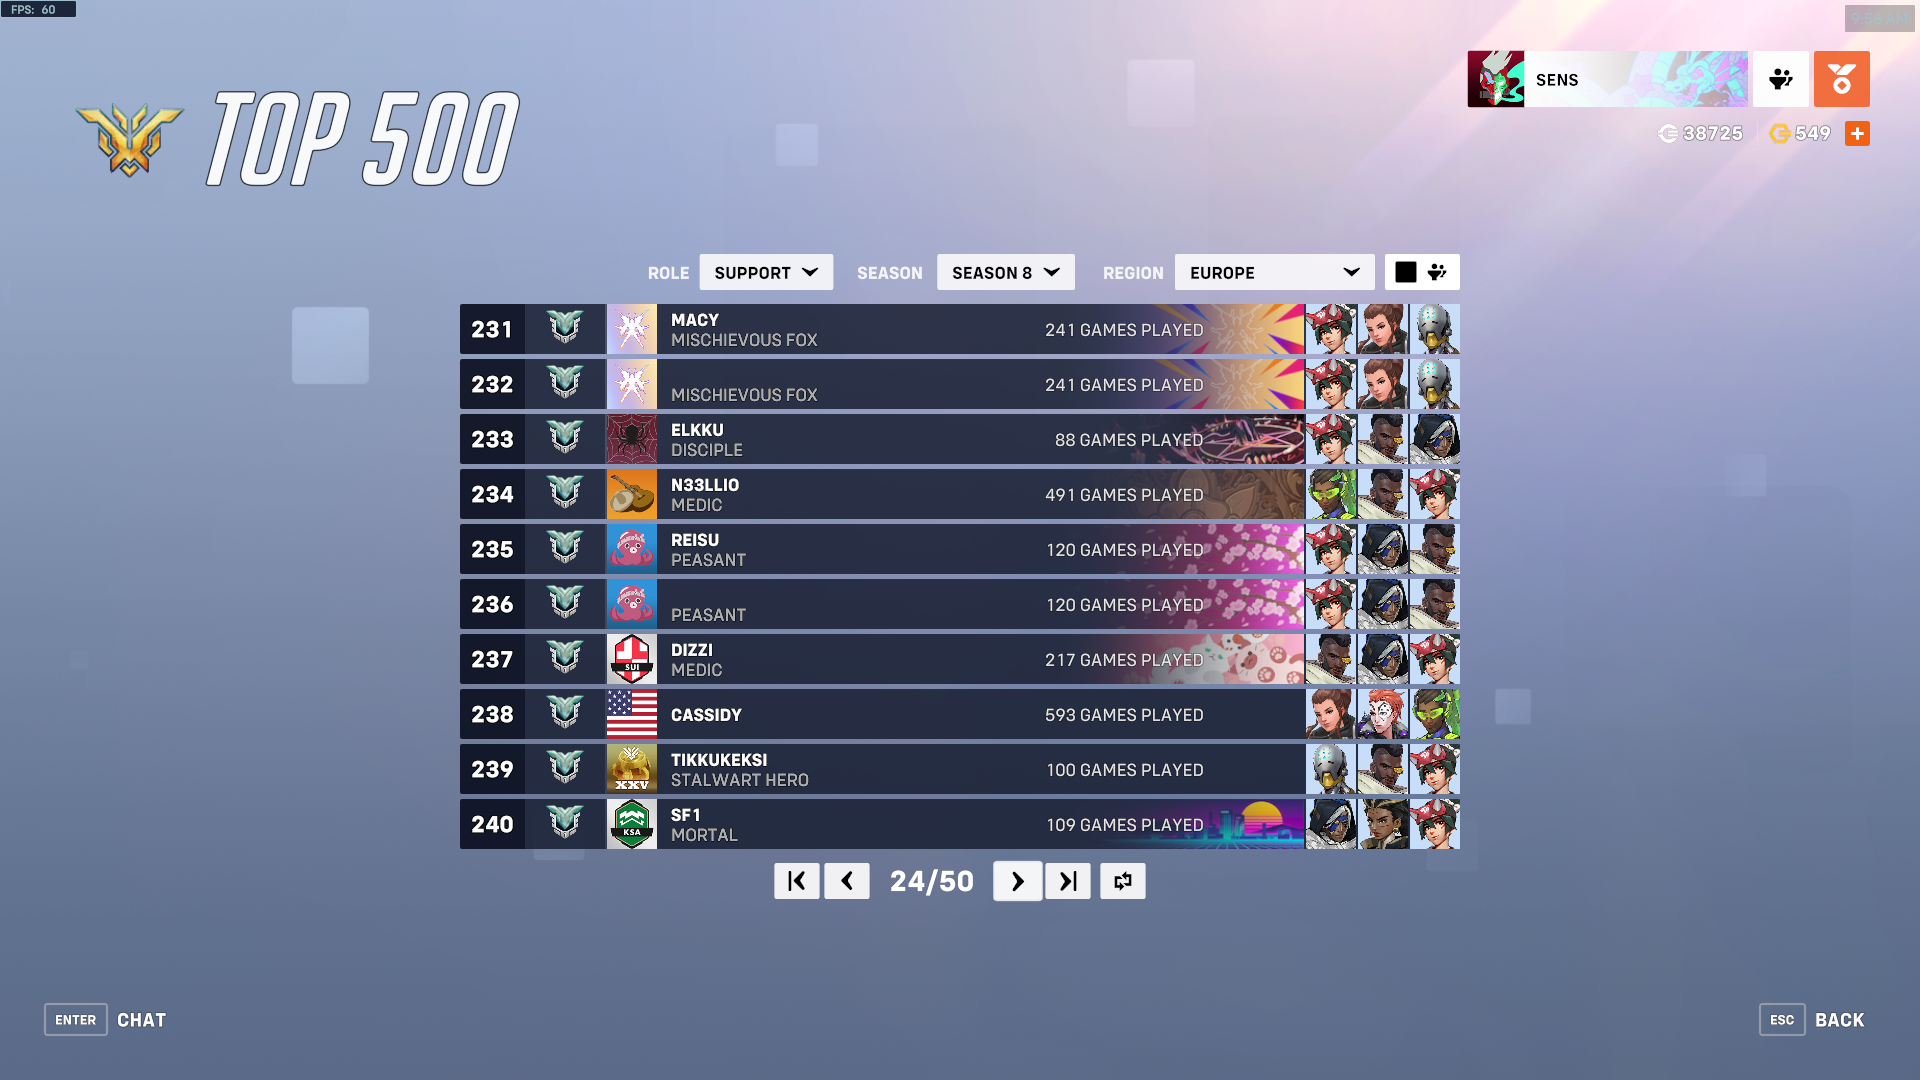 FPS: 60
TOP 500
SENS
38725
549
ROLE SUPPORT SEASON SEASON 8 REGION EUROPE
231 MACY MISCHIEVOUS FOX 241 GAMES PLAYED
232 MISCHIEVOUS FOX 241 GAMES PLAYED
233 ELKKU DISCIPLE 88 GAMES PLAYED
234 N33LLIO MEDIC 491 GAMES PLAYED
235 REISU PEASANT 120 GAMES PLAYED
236 PEASANT 120 GAMES PLAYED
237 SUI DIZZI MEDIC 217 GAMES PLAYED
238 CASSIDY 593 GAMES PLAYED
239 XXV TIKKUKEKSI STALWART HERO 100 GAMES PLAYED
240 KSA SF1 MORTAL 109 GAMES PLAYED
24/50
ENTER CHAT
ESC BACK